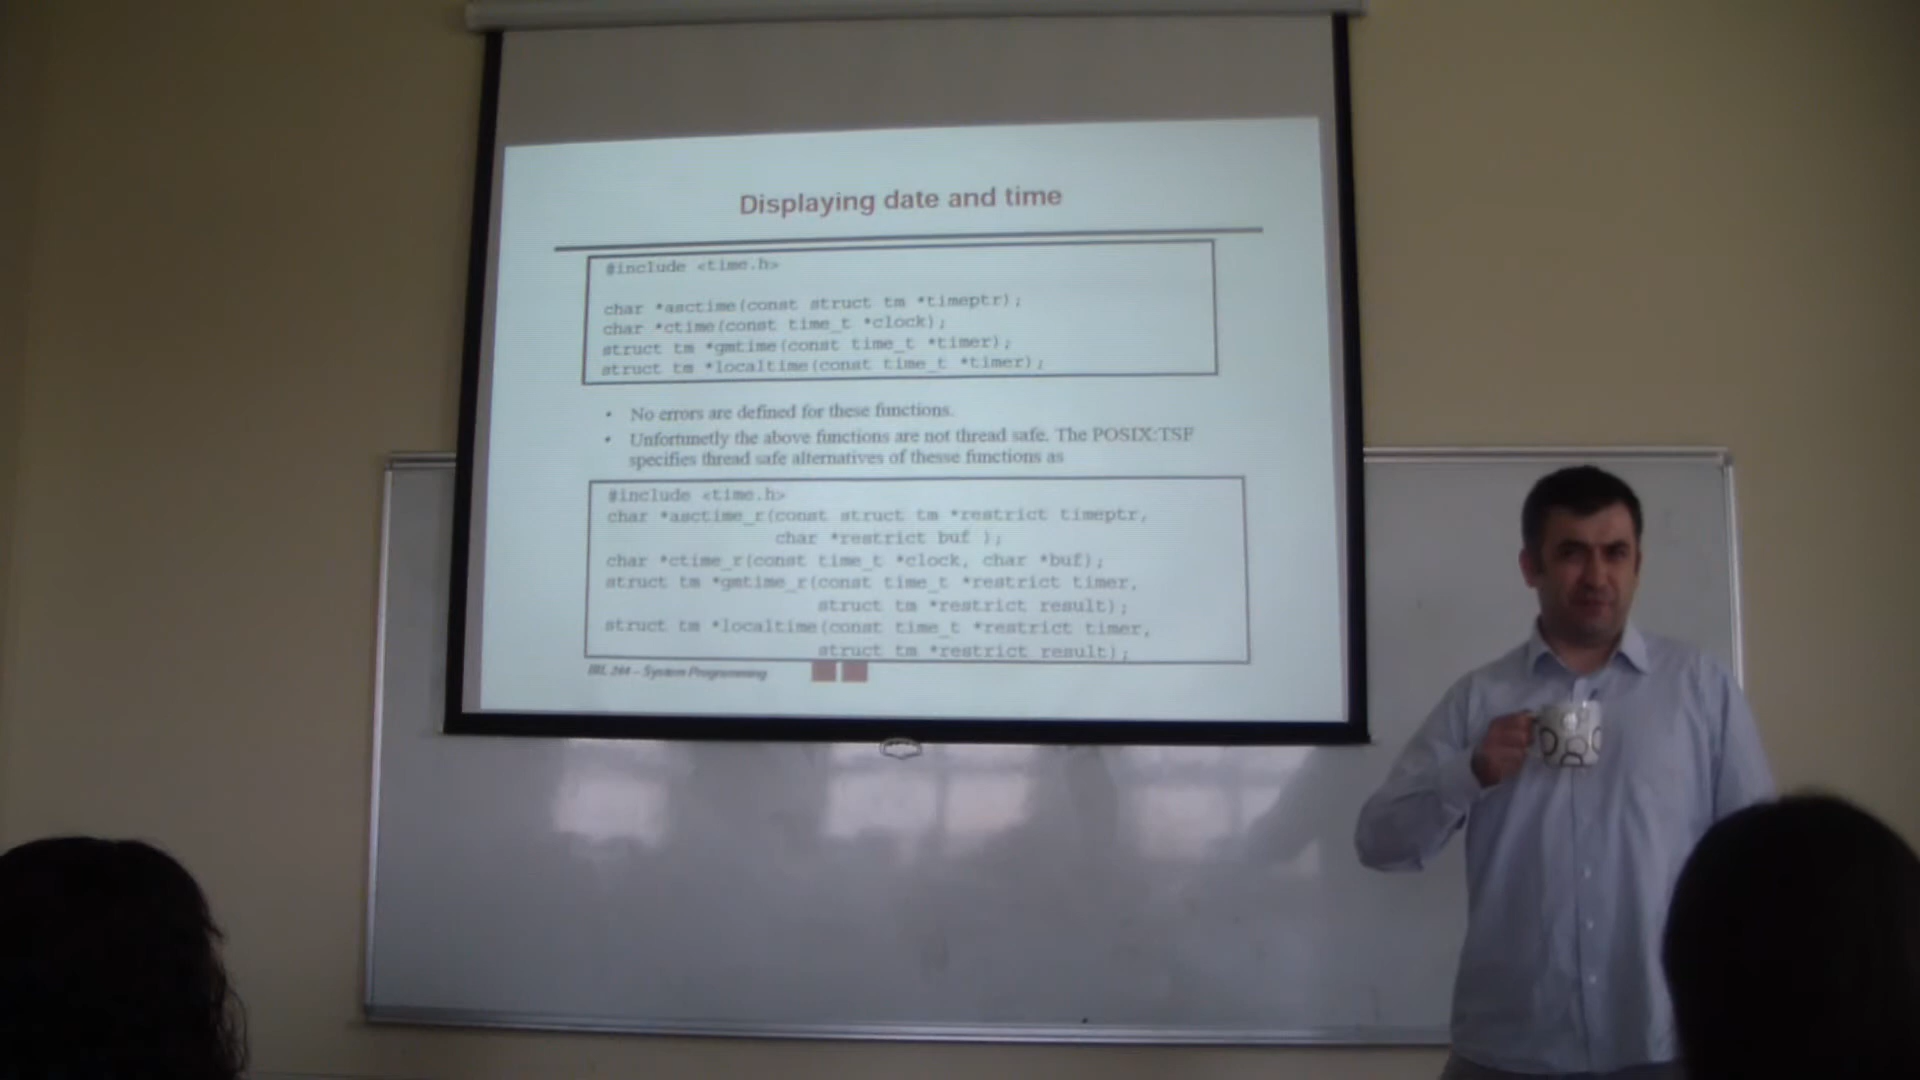 Displaying date and time
#include <time.h>
char *asctime(const struct tm *timeptr);
char *ctime(const time_t *clock);
struct tm *gmtime(const time_t *timer);
struct tm *localtime(const time_t *timer);
• No errors are defined for these functions.
• Unfortunetly the above functions are not thread safe. The POSIX:TSF
specifies thread safe alternatives of thesse functions as
#include <time.h>
char *asctime_r(const struct tm *restrict timeptr,
char *restrict buf );
char *ctime_r(const time_t *clock, char *buf);
struct tm *gmtime_r(const time_t *restrict timer,
struct tm *restrict result);
struct tm *localtime(const time_t *restrict timer,
struct tm *restrict result);
BIL 244 – System Programming